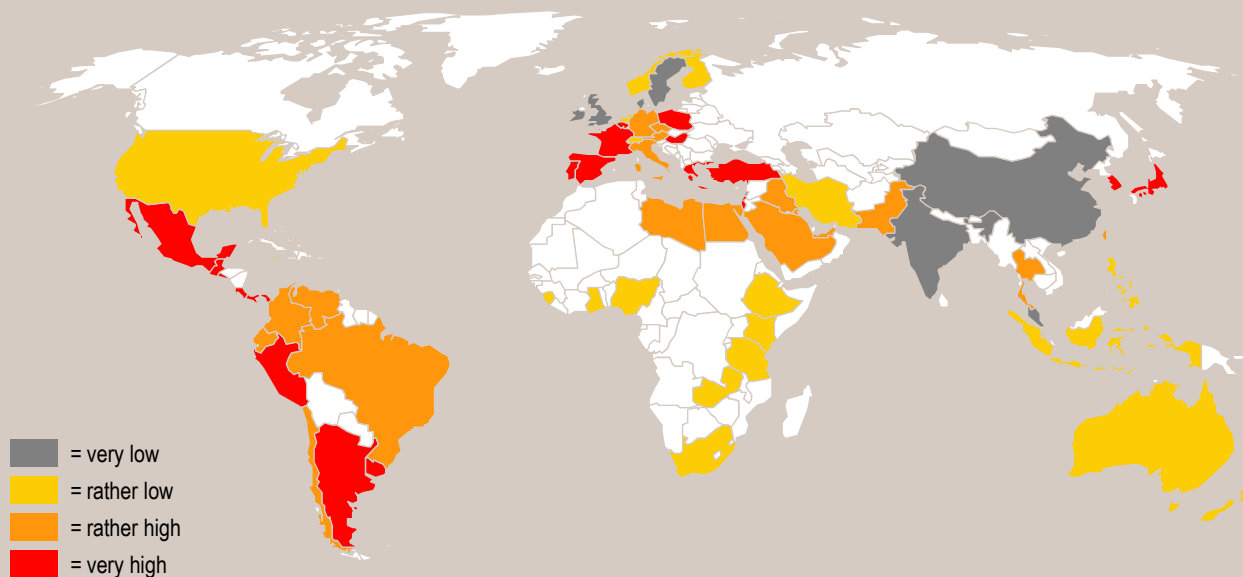 = very low
= rather low
= rather high
= very high